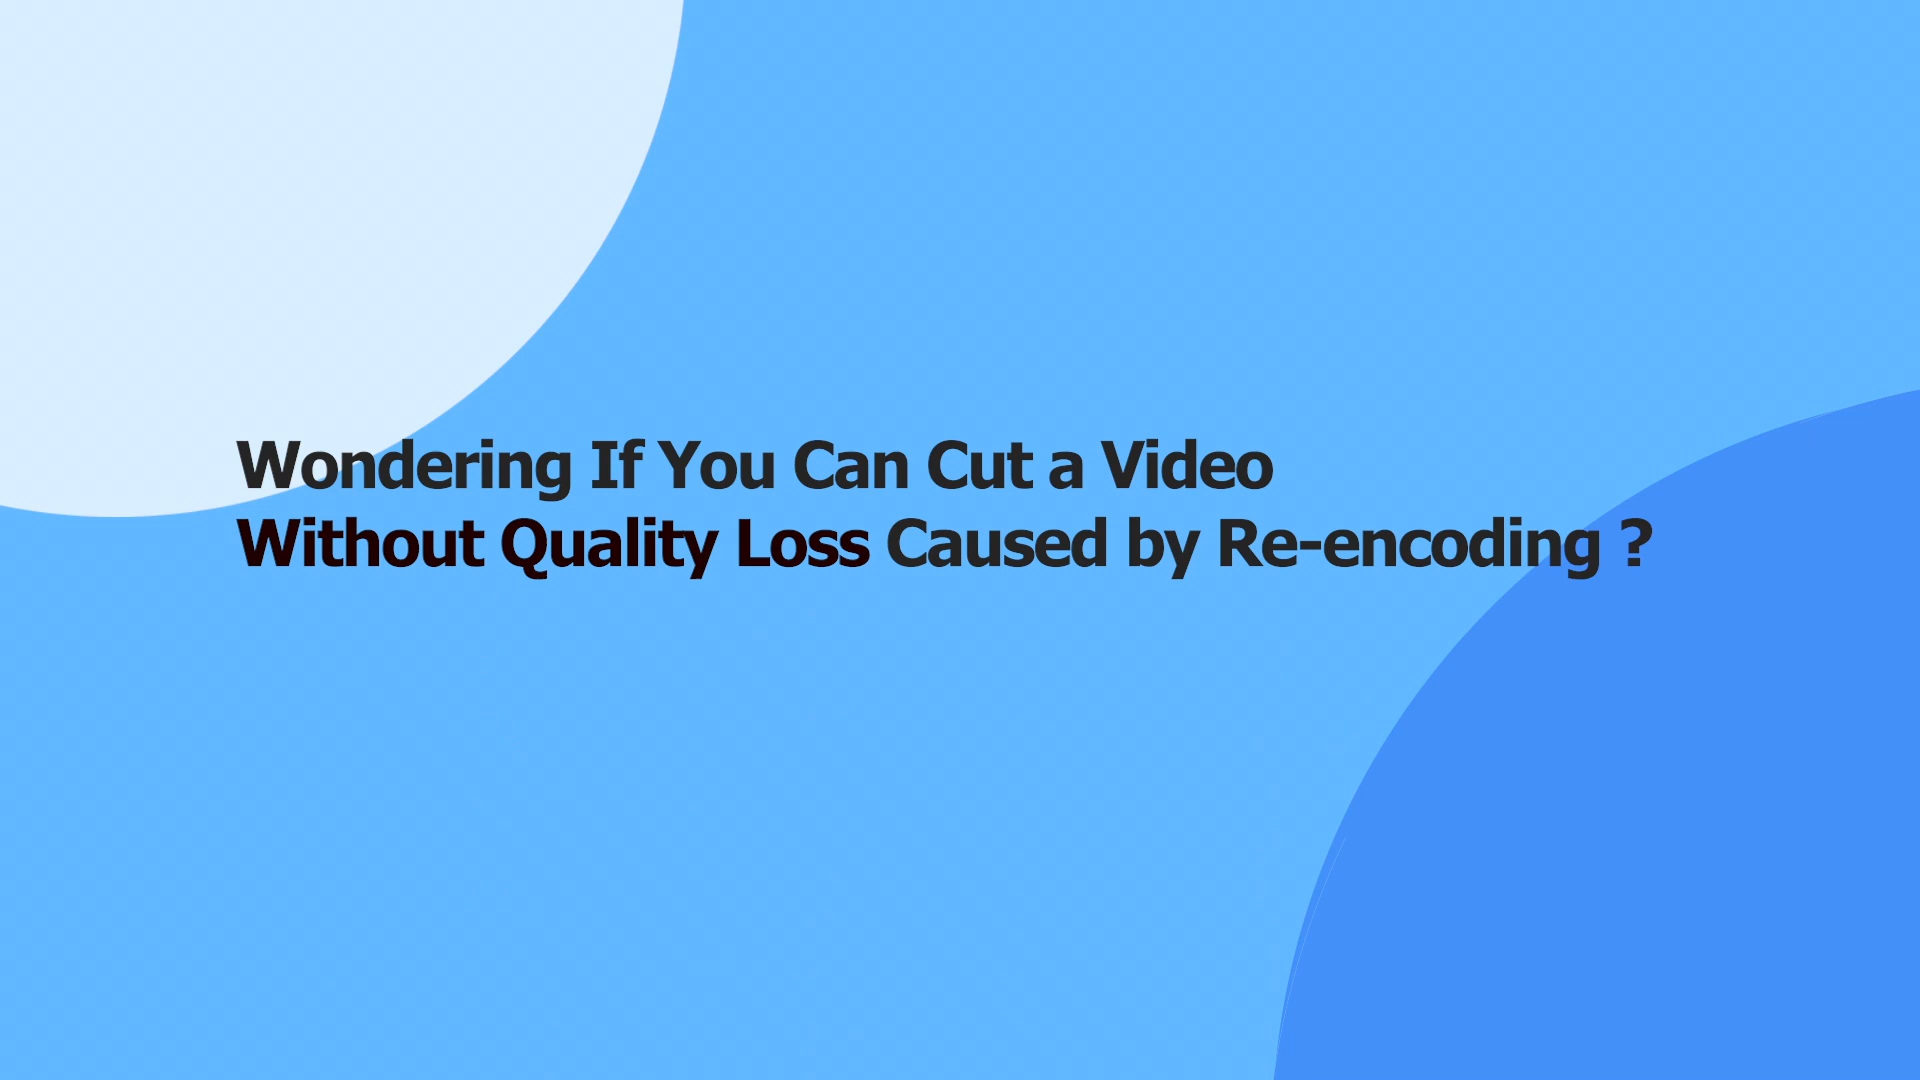 Wondering If You Can Cut a Video
Without Quality Loss Caused by Re-encoding ?